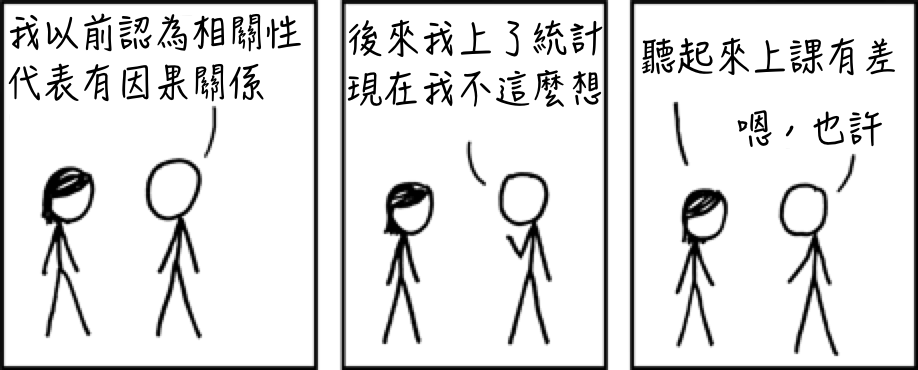 我以前認為相關性
代表有因果關係
後來我上了統計
現在我不這麼想
聽起來上課有差
嗯，也許